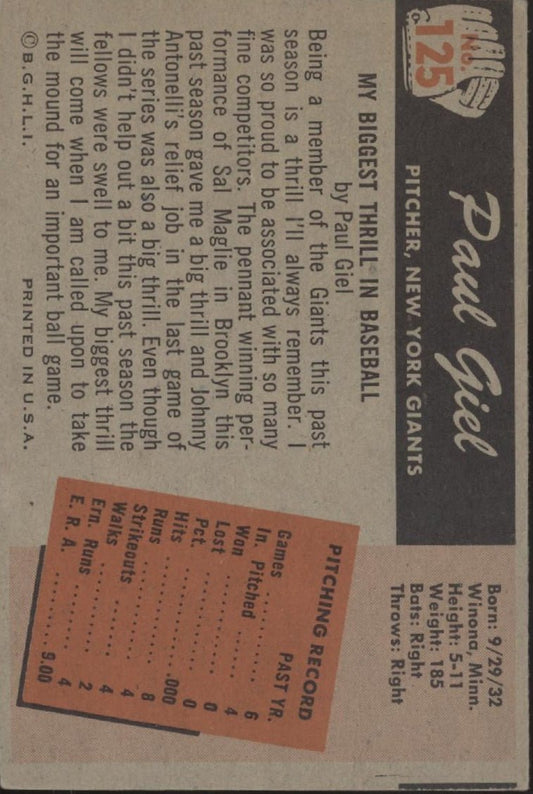 No.
125
Paul Giel
PITCHER, NEW YORK GIANTS
Born: 9/29/32
Winona, Minn.
Height: 5-11
Weight: 185
Bats: Right
Throws: Right
MY BIGGEST THRILL IN BASEBALL
by Paul Giel
Being a member of the Giants this past
season is a thrill I'll always remember. I
was so proud to be associated with so many
fine competitors. The pennant winning per-
formance of Sal Maglie in Brooklyn this
past season gave me a big thrill and Johnny
Antonelli's relief job in the last game of
the series was also a big thrill. Even though
I didn't help out a bit this past season the
fellows were swell to me. My biggest thrill
will come when I am called upon to take
the mound for an important ball game.
©B.G.H.L.I. PRINTED IN U.S.A.
PITCHING RECORD
PAST YR.
Games 6
In. Pitched ........ 4
Won ........ 0
Lost ........ 0
Pct. ........ .000
Hits ........ 8
Runs ........ 4
Strikeouts ........ 4
Walks ........ 2
Ern. Runs ........ 4
E. R. A. ........ 9.00